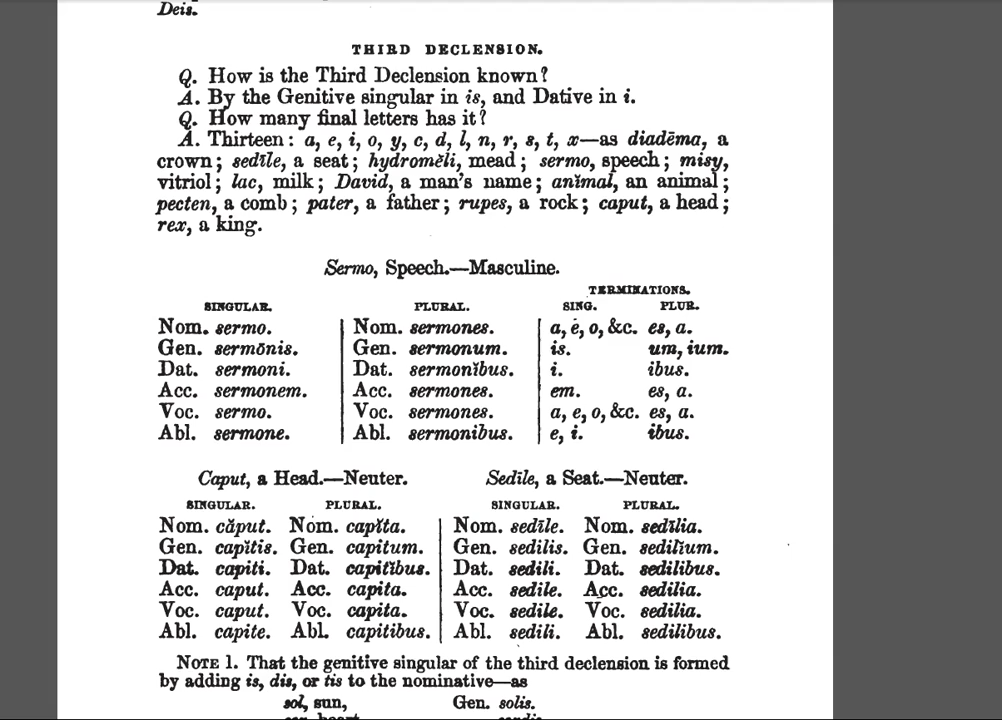 Deis.
THIRD DECLENSION.
Q. How is the Third Declension known?
A. By the Genitive singular in is, and Dative in i.
Q. How many final letters has it?
A. Thirteen: a, e, i, o, y, c, d, l, n, r, s, t, x—as diadēma, a
crown; sedīle, a seat; hydromĕli, mead; sermo, speech; misy,
vitriol; lac, milk; David, a man's name; anĭmal, an animal;
pecten, a comb; pater, a father; rupes, a rock; caput, a head;
rex, a king.
Sermo, Speech.—Masculine.
TERMINATIONS.
SINGULAR. PLURAL. SING. PLUR.
Nom. sermo. Nom. sermones. a, e, o, &c. es, a.
Gen. sermōnis. Gen. sermonum. is. um, ium.
Dat. sermoni. Dat. sermonĭbus. i. ibus.
Acc. sermonem. Acc. sermones. em. es, a.
Voc. sermo. Voc. sermones. a, e, o, &c. es, a.
Abl. sermone. Abl. sermonibus. e, i. ibus.
Caput, a Head.—Neuter. Sedīle, a Seat.—Neuter.
SINGULAR. PLURAL. SINGULAR. PLURAL.
Nom. căput. Nom. capĭta. Nom. sedīle. Nom. sedīlia.
Gen. capĭtis. Gen. capitum. Gen. sedilis. Gen. sedilĭum.
Dat. capiti. Dat. capitĭbus. Dat. sedili. Dat. sedilibus.
Acc. caput. Acc. capita. Acc. sedile. Acc. sedilia.
Voc. caput. Voc. capita. Voc. sedile. Voc. sedilia.
Abl. capite. Abl. capitibus. Abl. sedili. Abl. sedilibus.
NOTE 1. That the genitive singular of the third declension is formed
by adding is, dis, or tis to the nominative—as
sol, sun, Gen. solis.